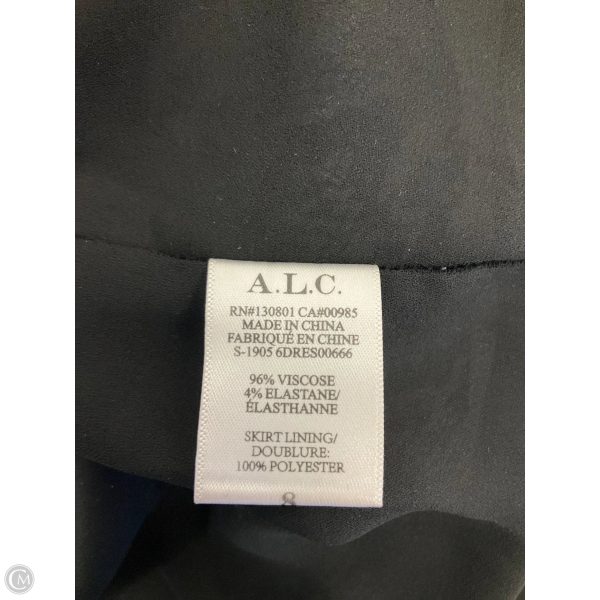 A.L.C.
RN#130801 CA#00985
MADE IN CHINA
FABRIQUÉ EN CHINE
S-1905 6DRES00666
96% VISCOSE
4% ELASTANE/
ÉLASTHANNE
SKIRT LINING/
DOUBLURE:
100% POLYESTER
8
CM